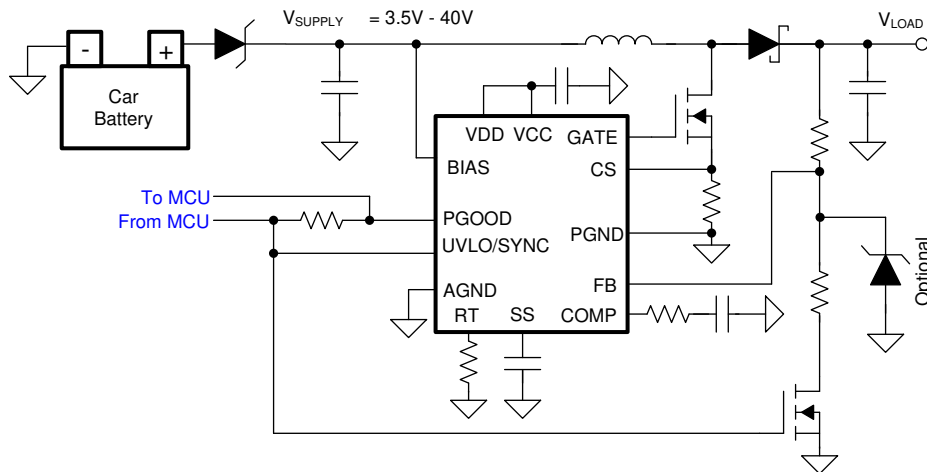 V_SUPPLY = 3.5V - 40V
V_LOAD
- +
Car
Battery
VDD VCC
GATE
BIAS
CS
To MCU
From MCU
PGOOD
UVLO/SYNC
PGND
AGND
FB
RT SS COMP
Optional